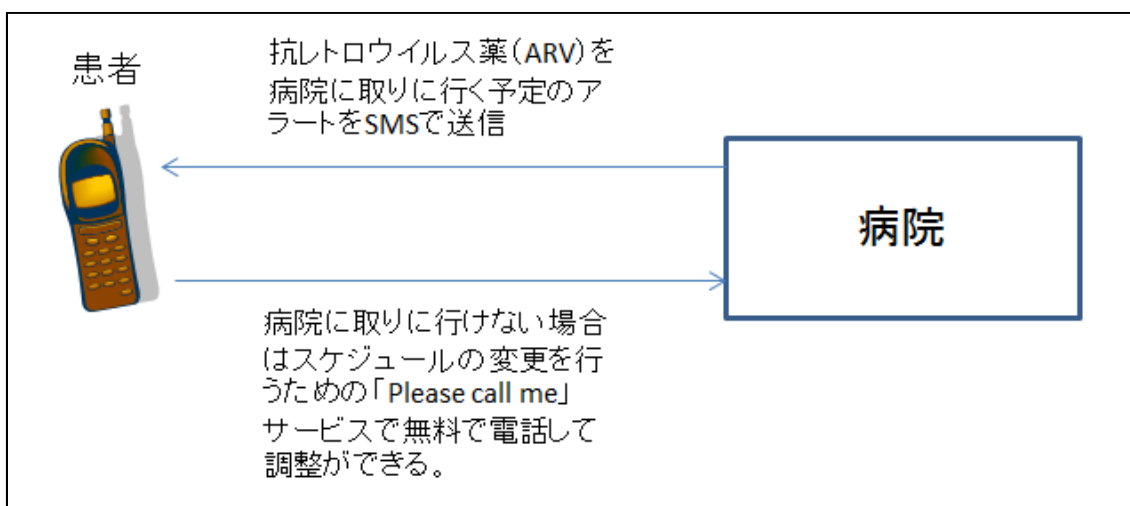 患者
抗レトロウイルス薬（ARV）を
病院に取りに行く予定のア
ラートをSMSで送信
病院
病院に取りに行けない場合
はスケジュールの変更を行
うための「Please call me」
サービスで無料で電話して
調整ができる。